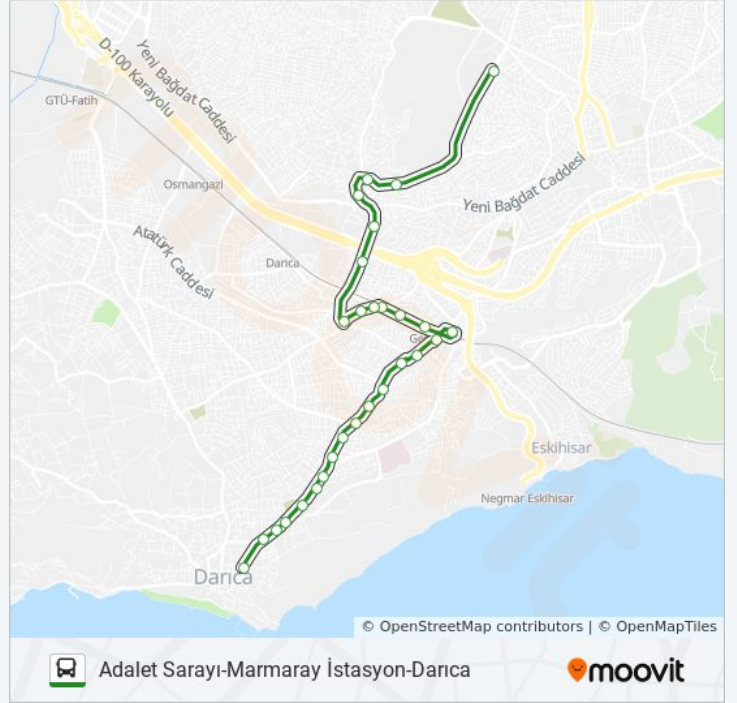 Yeni Bağdat Caddesi
D-100 Karayolu
GTÜ-Fatih
Osmangazi
Yeni Bağdat Caddesi
Atatürk Caddesi
Darıca
Eskihisar
Negmar Eskihisar
Darıca
© OpenStreetMap contributors | © OpenMapTiles
Adalet Sarayı-Marmaray İstasyon-Darıca
moovit